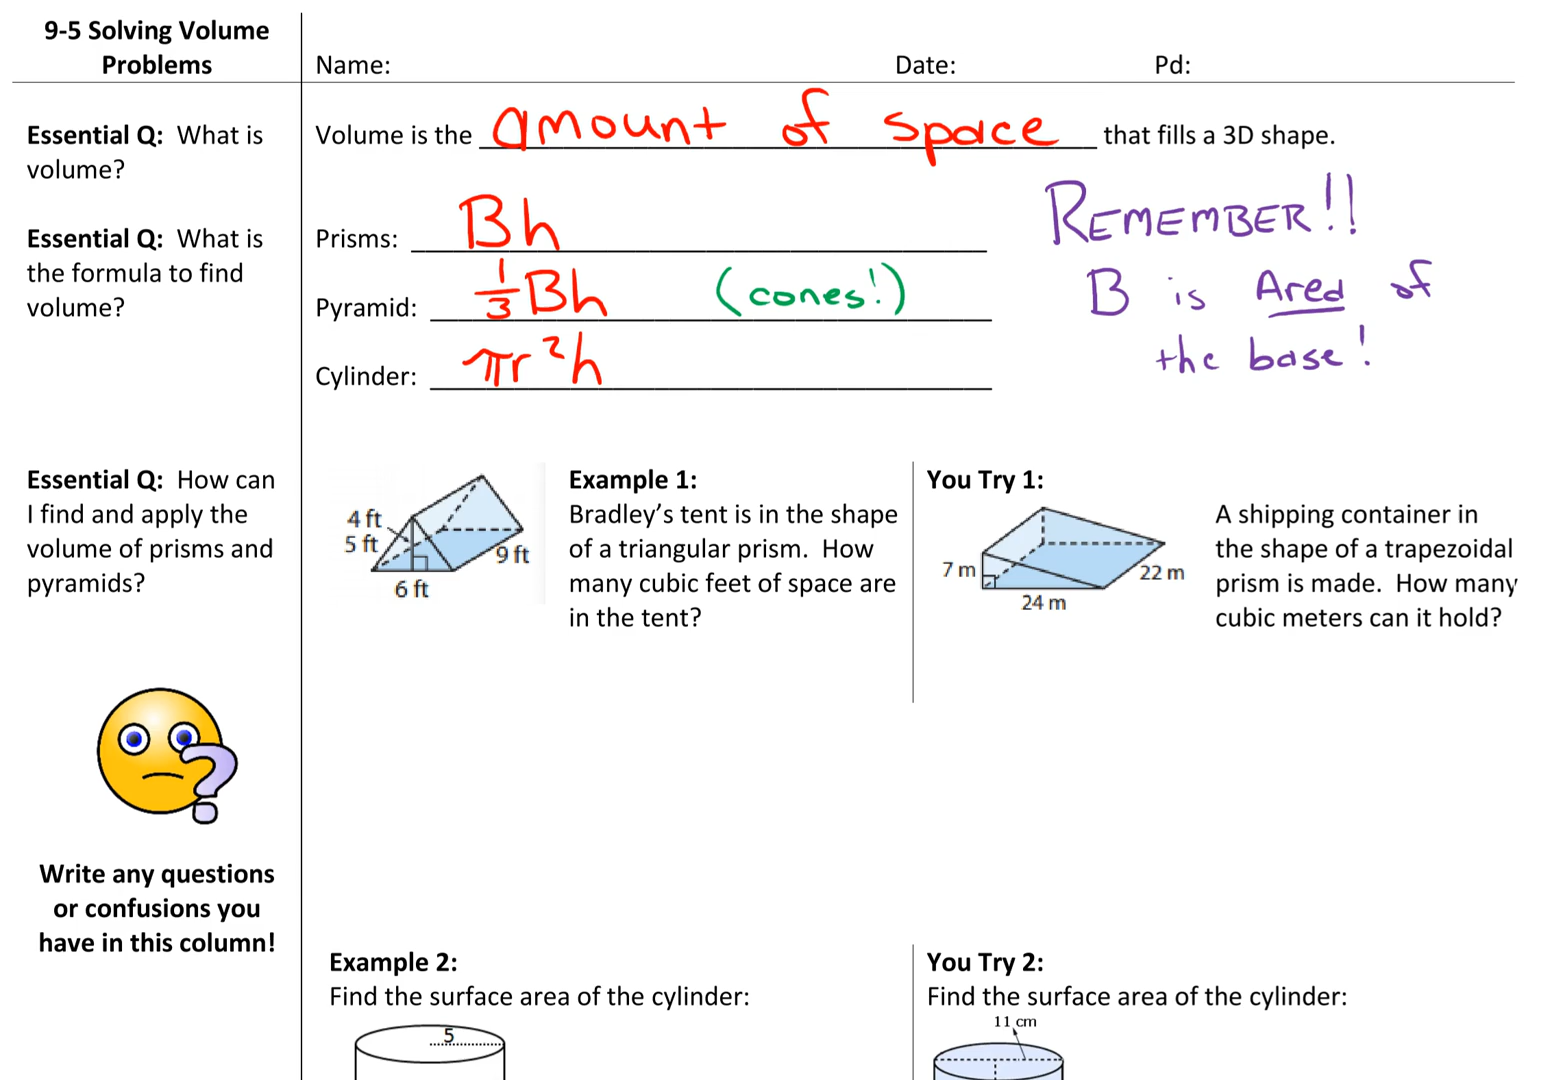 9-5 Solving Volume
Problems
Name: Date: Pd:
Essential Q: What is
volume?
Volume is the amount of space that fills a 3D shape.
Essential Q: What is
the formula to find
volume?
Prisms: Bh
Pyramid: 1/3 Bh (cones!)
Cylinder: πr²h
REMEMBER!!
B is Area of
the base!
Essential Q: How can
I find and apply the
volume of prisms and
pyramids?
4 ft
5 ft
9 ft
6 ft
Example 1:
Bradley's tent is in the shape
of a triangular prism. How
many cubic feet of space are
in the tent?
You Try 1:
7 m
22 m
24 m
A shipping container in
the shape of a trapezoidal
prism is made. How many
cubic meters can it hold?
Write any questions
or confusions you
have in this column!
Example 2:
Find the surface area of the cylinder:
5
You Try 2:
Find the surface area of the cylinder:
11 cm